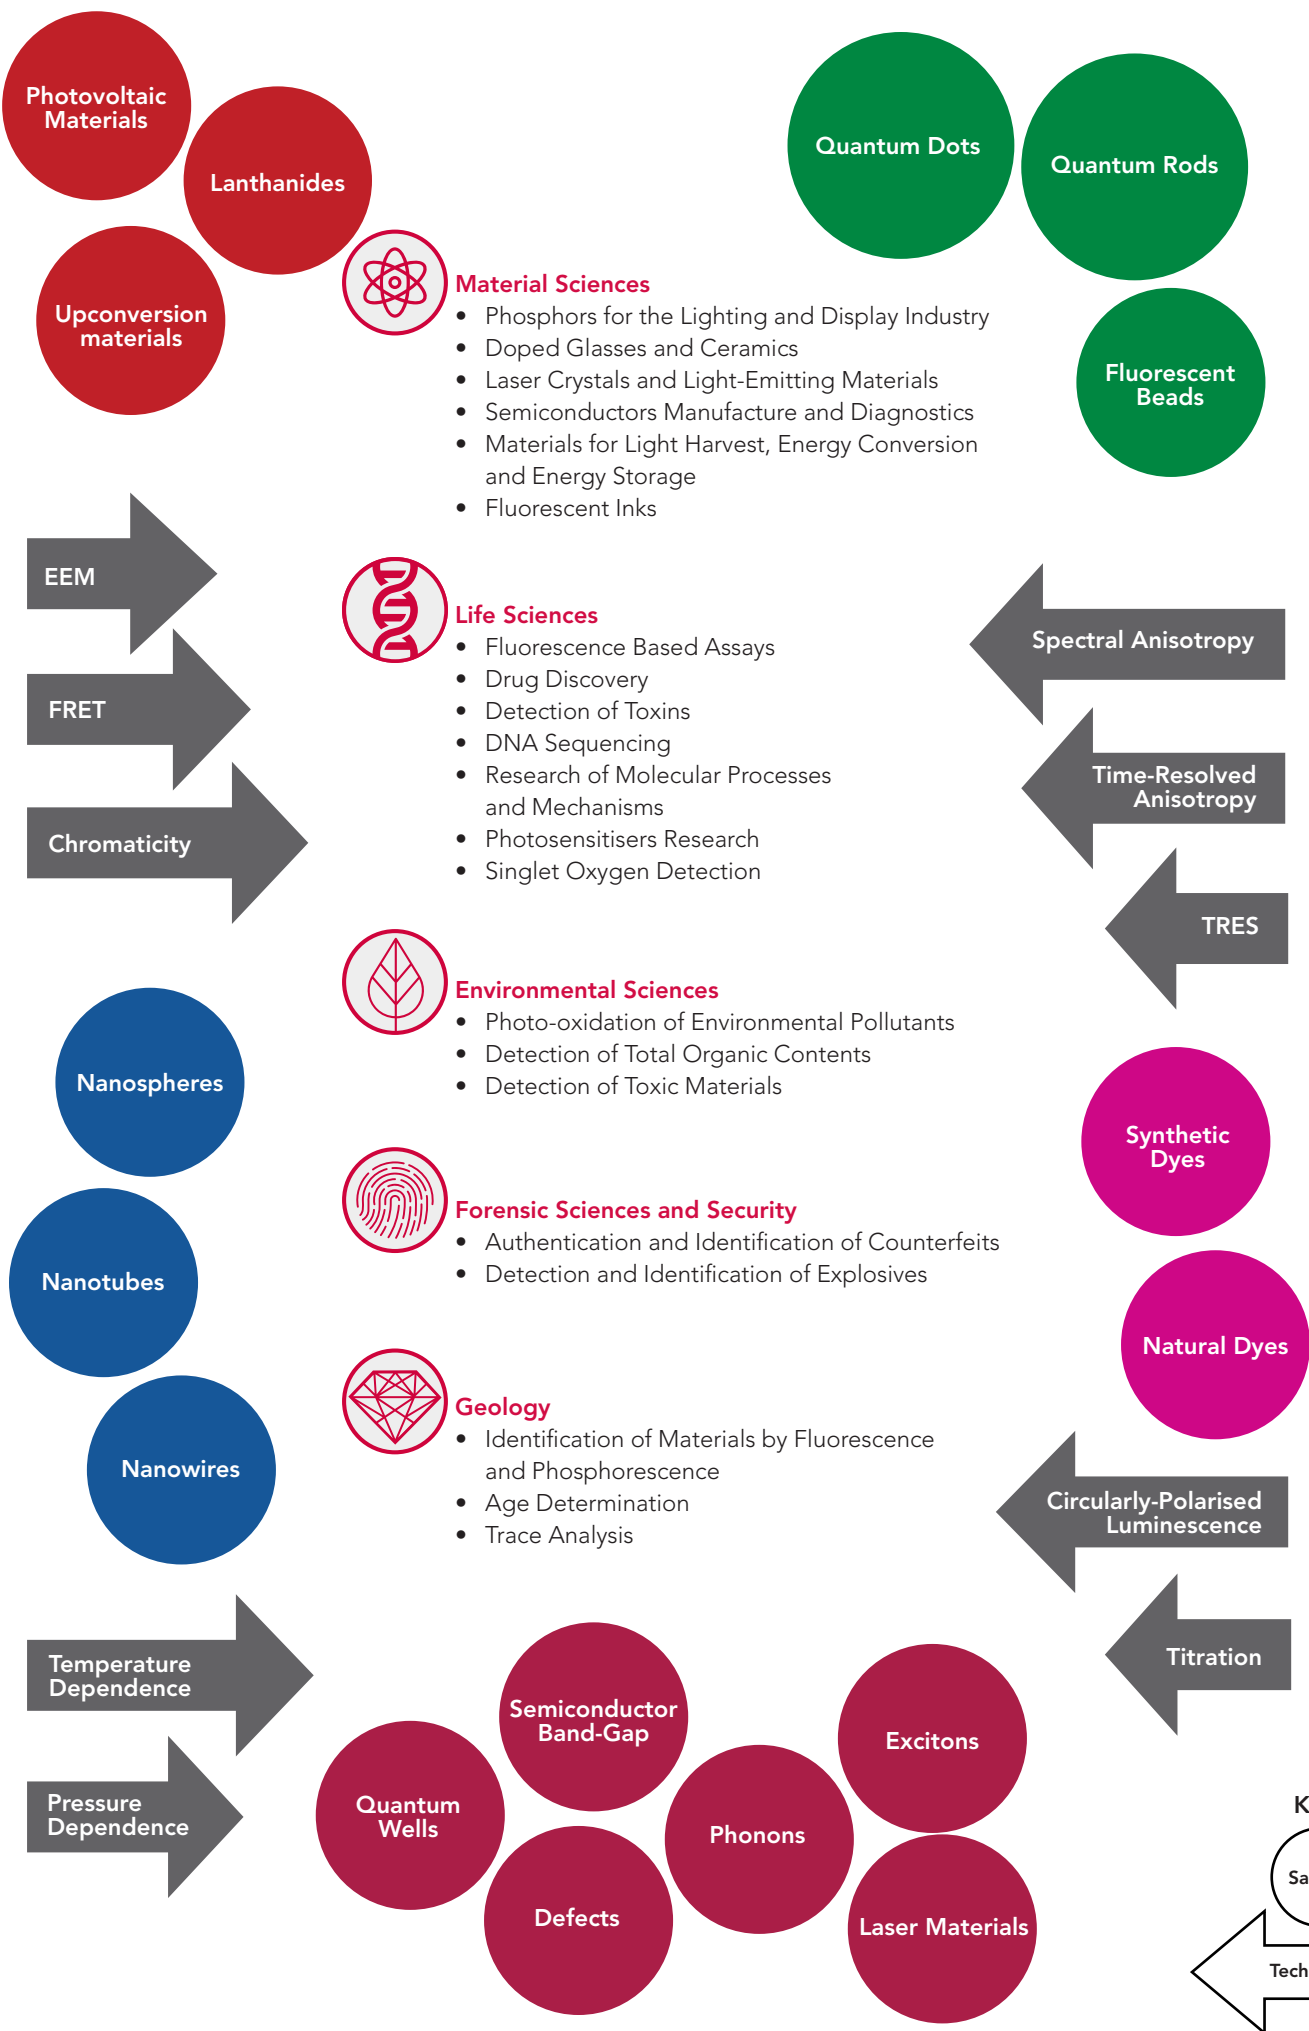 Photovoltaic
Materials
Lanthanides
Upconversion
materials
Quantum Dots
Quantum Rods
Fluorescent
Beads
Material Sciences
• Phosphors for the Lighting and Display Industry
• Doped Glasses and Ceramics
• Laser Crystals and Light-Emitting Materials
• Semiconductors Manufacture and Diagnostics
• Materials for Light Harvest, Energy Conversion
and Energy Storage
• Fluorescent Inks
EEM
FRET
Chromaticity
Life Sciences
• Fluorescence Based Assays
• Drug Discovery
• Detection of Toxins
• DNA Sequencing
• Research of Molecular Processes
and Mechanisms
• Photosensitisers Research
• Singlet Oxygen Detection
Spectral Anisotropy
Time-Resolved
Anisotropy
TRES
Environmental Sciences
• Photo-oxidation of Environmental Pollutants
• Detection of Total Organic Contents
• Detection of Toxic Materials
Nanospheres
Nanotubes
Nanowires
Synthetic
Dyes
Natural Dyes
Forensic Sciences and Security
• Authentication and Identification of Counterfeits
• Detection and Identification of Explosives
Geology
• Identification of Materials by Fluorescence
and Phosphorescence
• Age Determination
• Trace Analysis
Circularly-Polarised
Luminescence
Titration
Temperature
Dependence
Pressure
Dependence
Semiconductor
Band-Gap
Excitons
Quantum
Wells
Phonons
Defects
Laser Materials